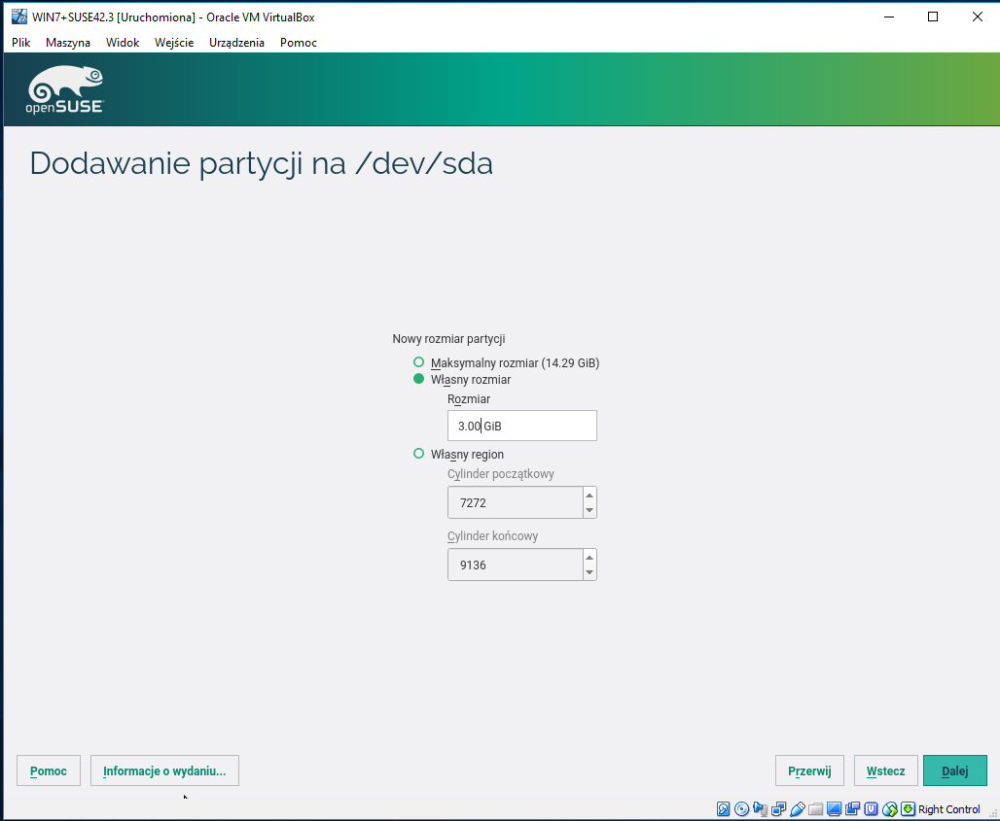 WIN7+SUSE42.3 [Uruchomiona] - Oracle VM VirtualBox
Plik Maszyna Widok Wejście Urządzenia Pomoc
openSUSE
Dodawanie partycji na /dev/sda
Nowy rozmiar partycji
Maksymalny rozmiar (14.29 GiB)
Własny rozmiar
Rozmiar
3.00 GiB
Własny region
Cylinder początkowy
7272
Cylinder końcowy
9136
Pomoc Informacje o wydaniu... Przerwij Wstecz Dalej
Right Control